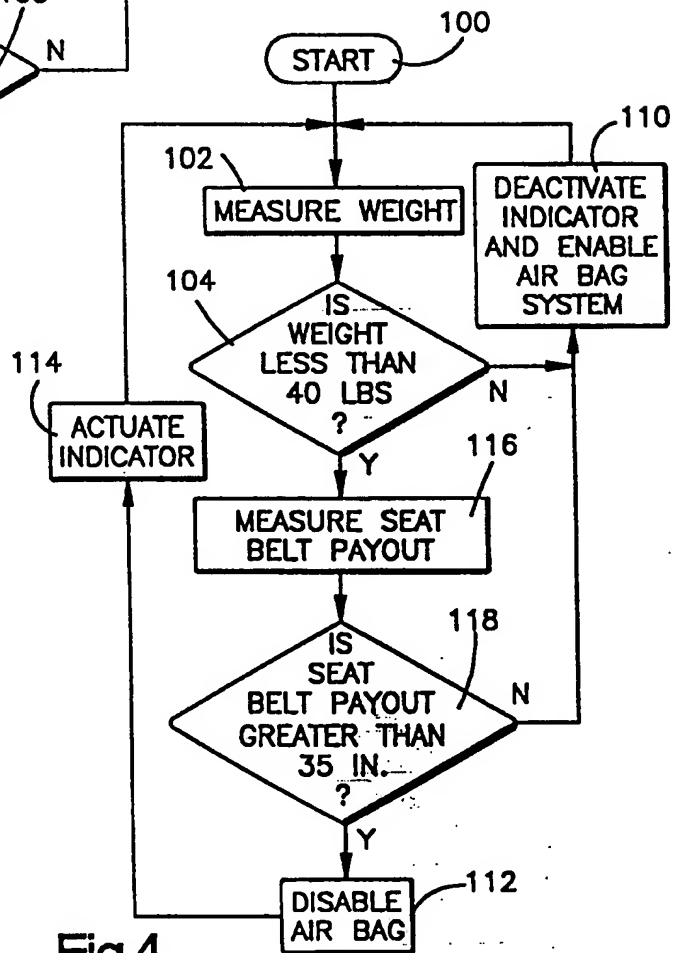 N
100
START
110
102
MEASURE WEIGHT
DEACTIVATE
INDICATOR
AND ENABLE
AIR BAG
SYSTEM
104
IS
WEIGHT
LESS THAN
40 LBS
?
N
Y
114
ACTUATE
INDICATOR
116
MEASURE SEAT
BELT PAYOUT
118
IS
SEAT
BELT PAYOUT
GREATER THAN
35 IN.
?
N
Y
DISABLE
AIR BAG
112
Fig.4